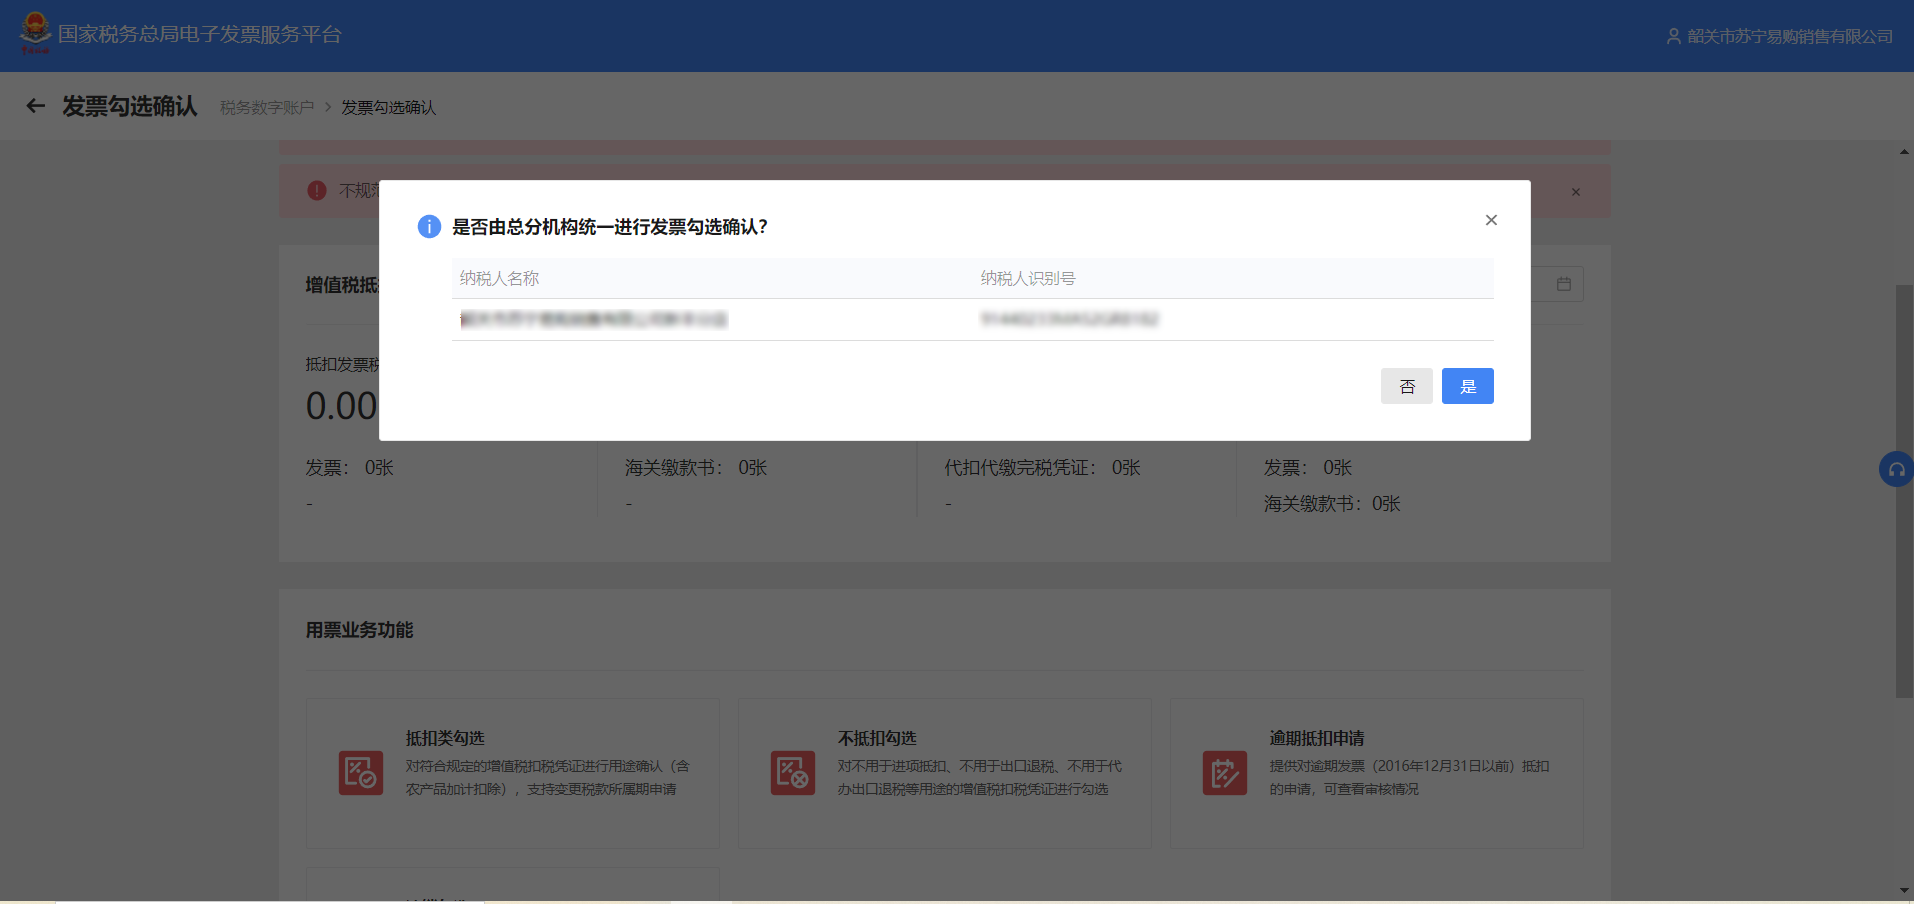 国家税务总局电子发票服务平台
韶关市苏宁易购销售有限公司
发票勾选确认 税务数字账户 > 发票勾选确认
不规范
是否由总分机构统一进行发票勾选确认?
纳税人名称 纳税人识别号
否 是
增值税抵
抵扣发票税
0.00
发票： 0张 海关缴款书： 0张 代扣代缴完税凭证： 0张 发票： 0张
- - - 海关缴款书：0张
用票业务功能
抵扣类勾选
对符合规定的增值税扣税凭证进行用途确认（含
农产品加计扣除），支持变更税款所属期申请
不抵扣勾选
对不用于进项抵扣、不用于出口退税、不用于代
办出口退税等用途的增值税扣税凭证进行勾选
逾期抵扣申请
提供对逾期发票（2016年12月31日以前）抵扣
的申请，可查看审核情况